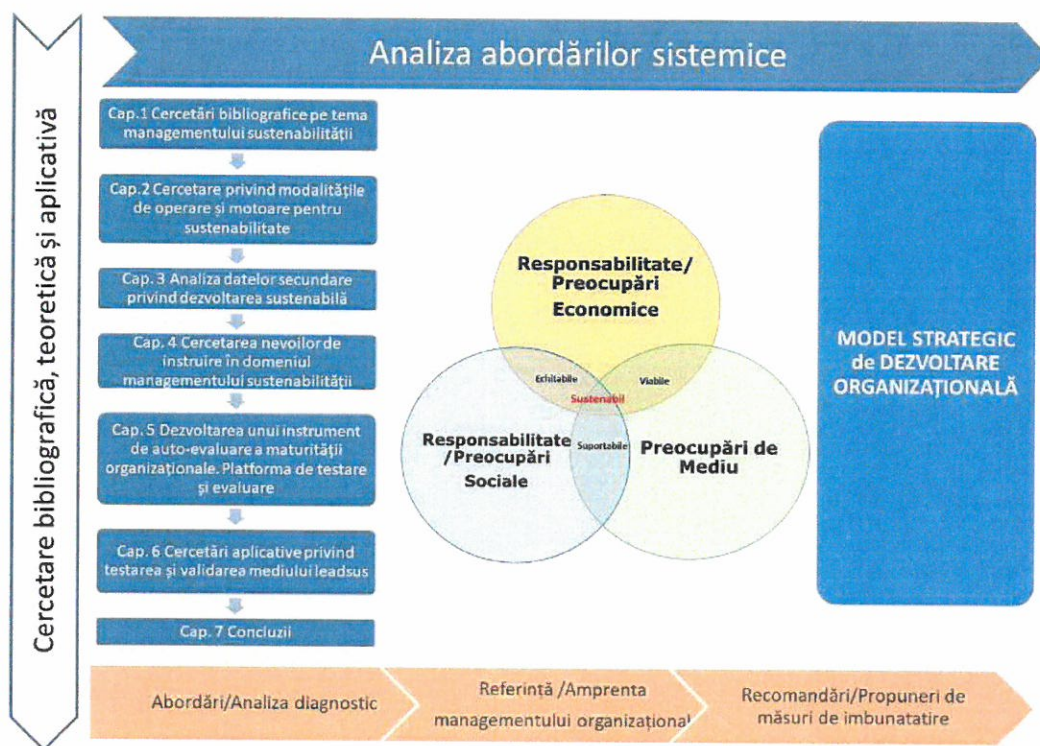 Analiza abordărilor sistemice
Cercetare bibliografică, teoretică și aplicativă
Cap.1 Cercetări bibliografice pe tema
managementului sustenabilității
Cap.2 Cercetare privind modalitățile
de operare și motoare pentru
sustenabilitate
Cap. 3 Analiza datelor secundare
privind dezvoltarea sustenabilă
Cap. 4 Cercetarea nevoilor de
instruire în domeniul
managementului sustenabilității
Cap. 5 Dezvoltarea unui instrument
de auto-evaluare a maturității
organizaționale. Platforma de testare
și evaluare
Cap. 6 Cercetări aplicative privind
testarea și validarea mediului leadsus
Cap. 7 Concluzii
Responsabilitate/
Preocupări
Economice
Echitabile
Viabile
Sustenabil
Responsabilitate
/Preocupări
Sociale
Suportabile
Preocupări de
Mediu
MODEL STRATEGIC
de DEZVOLTARE
ORGANIZAȚIONALĂ
Abordări/Analiza diagnostic
Referință /Amprenta
managementului organizațional
Recomandări/Propuneri de
măsuri de imbunatatire